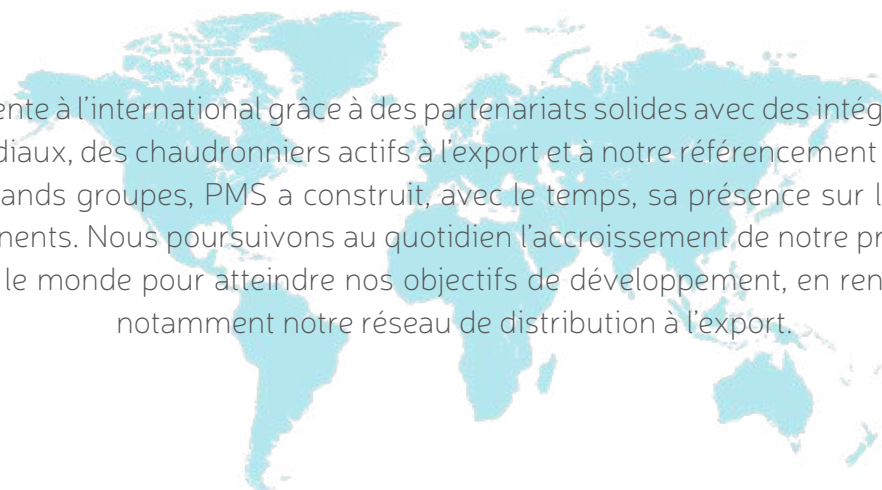 ente à l'international grâce à des partenariats solides avec des intég
diaux, des chaudronniers actifs à l'export et à notre référencement
ands groupes, PMS a construit, avec le temps, sa présence sur l
nents. Nous poursuivons au quotidien l'accroissement de notre pr
le monde pour atteindre nos objectifs de développement, en ren
notamment notre réseau de distribution à l'export.